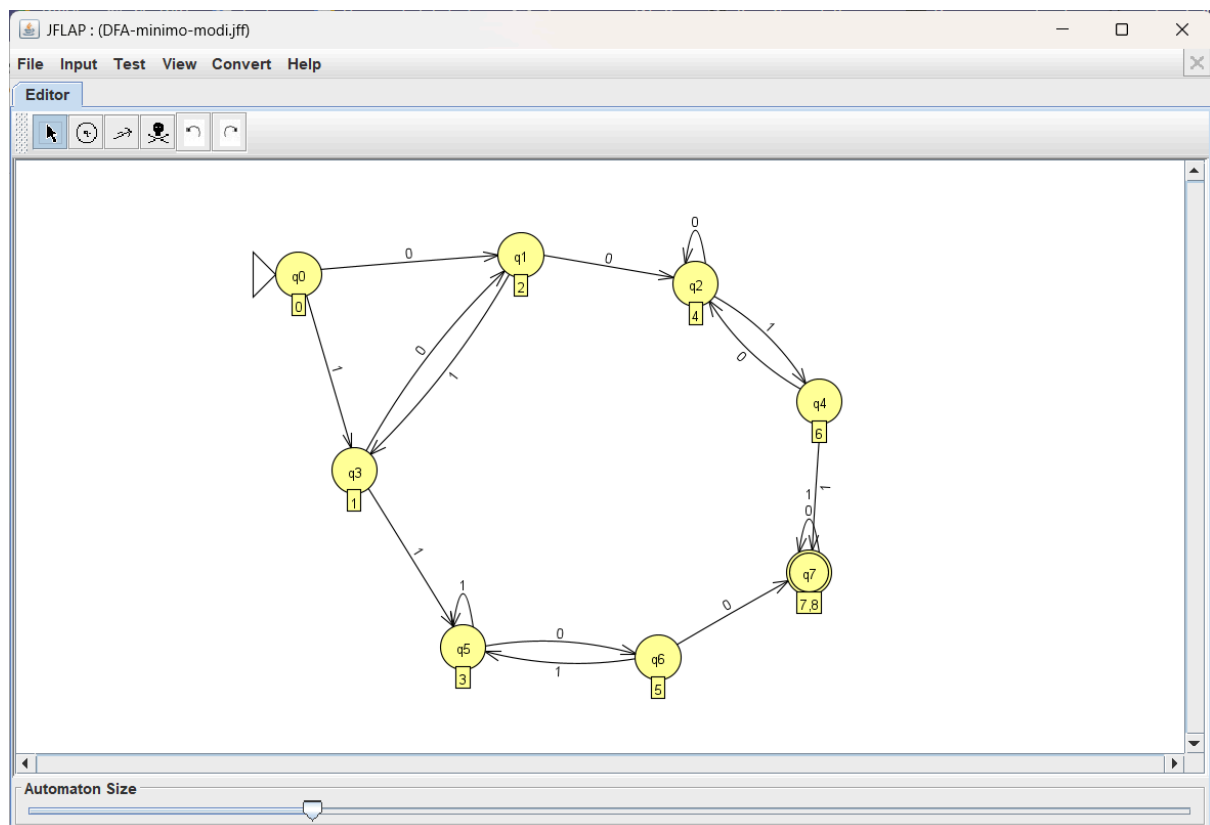 JFLAP : (DFA-minimo-modi.jff)
File Input Test View Convert Help
Editor
0
0
q1
2
0
q2
4
q0
0
1
0
1
1
0
q4
6
q3
1
1
1
1
0
q7
7,8
1
q5
3
0
1
q6
5
0
Automaton Size